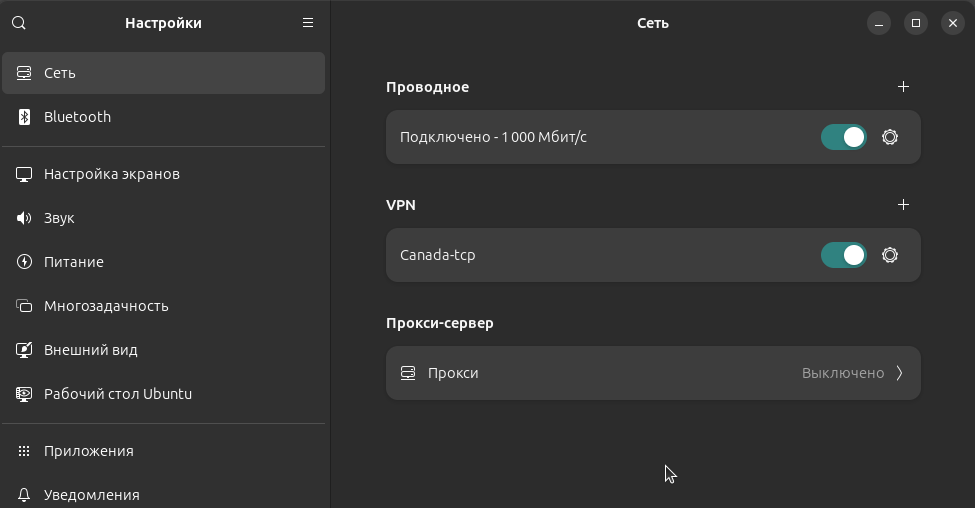 Настройки
Сеть
Bluetooth
Настройка экранов
Звук
Питание
Многозадачность
Внешний вид
Рабочий стол Ubuntu
Приложения
Уведомления
Сеть
Проводное
Подключено - 1 000 Мбит/с
VPN
Canada-tcp
Прокси-сервер
Прокси Выключено